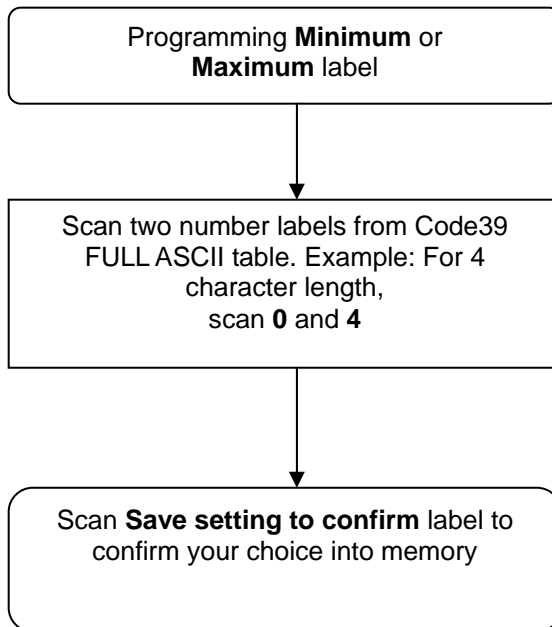 Programming Minimum or
Maximum label
Scan two number labels from Code39
FULL ASCII table. Example: For 4
character length,
scan 0 and 4
Scan Save setting to confirm label to
confirm your choice into memory